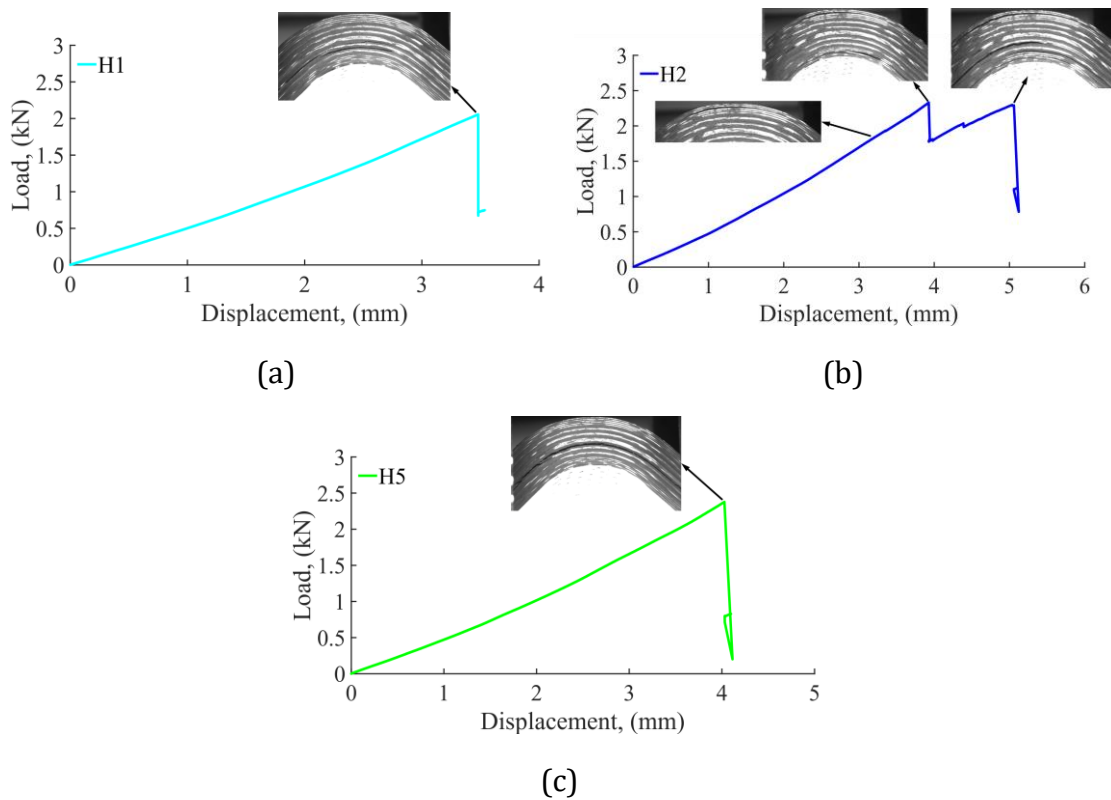 H1
Load, (kN)
3
2.5
2
1.5
1
0.5
0
0 1 2 3 4
Displacement, (mm)
(a)
H2
Load, (kN)
3
2.5
2
1.5
1
0.5
0
0 1 2 3 4 5 6
Displacement, (mm)
(b)
H5
Load, (kN)
3
2.5
2
1.5
1
0.5
0
0 1 2 3 4 5
Displacement, (mm)
(c)